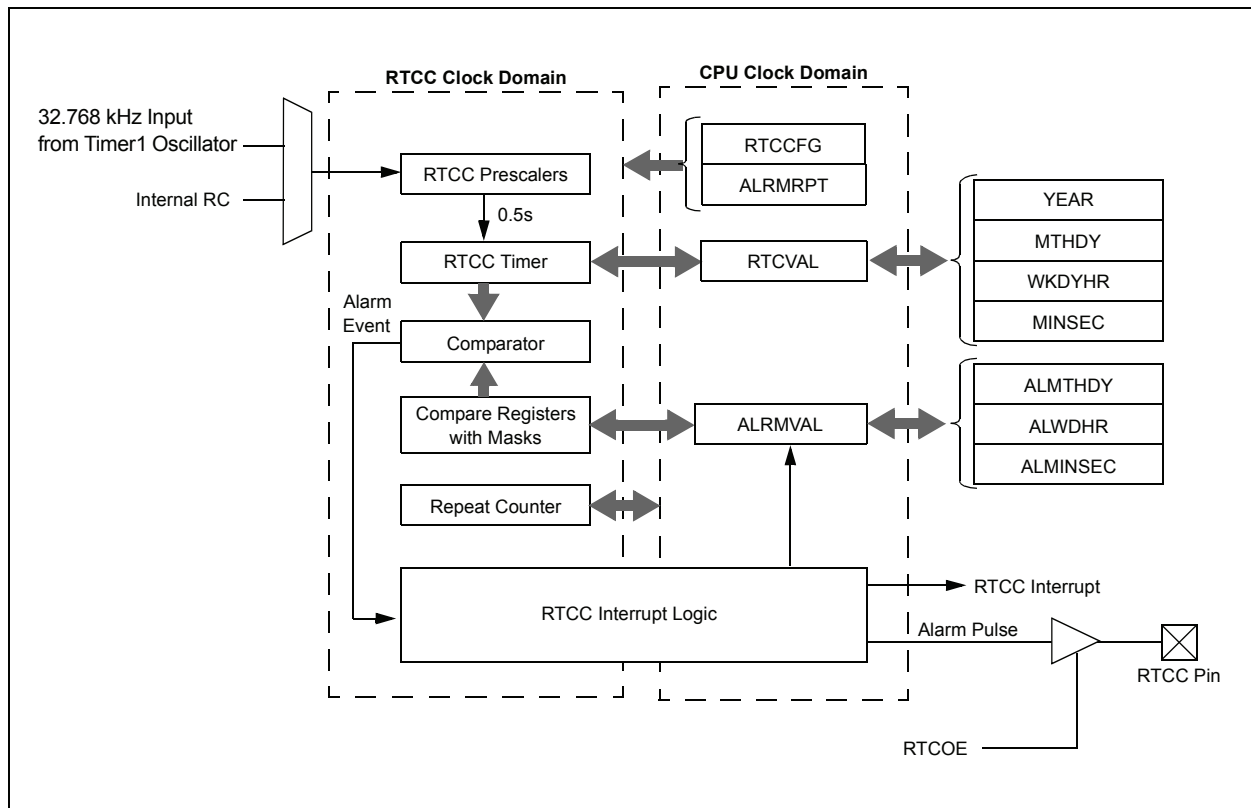 RTCC Clock Domain
CPU Clock Domain
32.768 kHz Input
from Timer1 Oscillator
Internal RC
RTCC Prescalers
0.5s
RTCC Timer
Alarm
Event
Comparator
Compare Registers
with Masks
Repeat Counter
RTCC Interrupt Logic
RTCCFG
ALRMRPT
RTCVAL
ALRMVAL
YEAR
MTHDY
WKDYHR
MINSEC
ALMTHDY
ALWDHR
ALMINSEC
RTCC Interrupt
Alarm Pulse
RTCC Pin
RTCOE